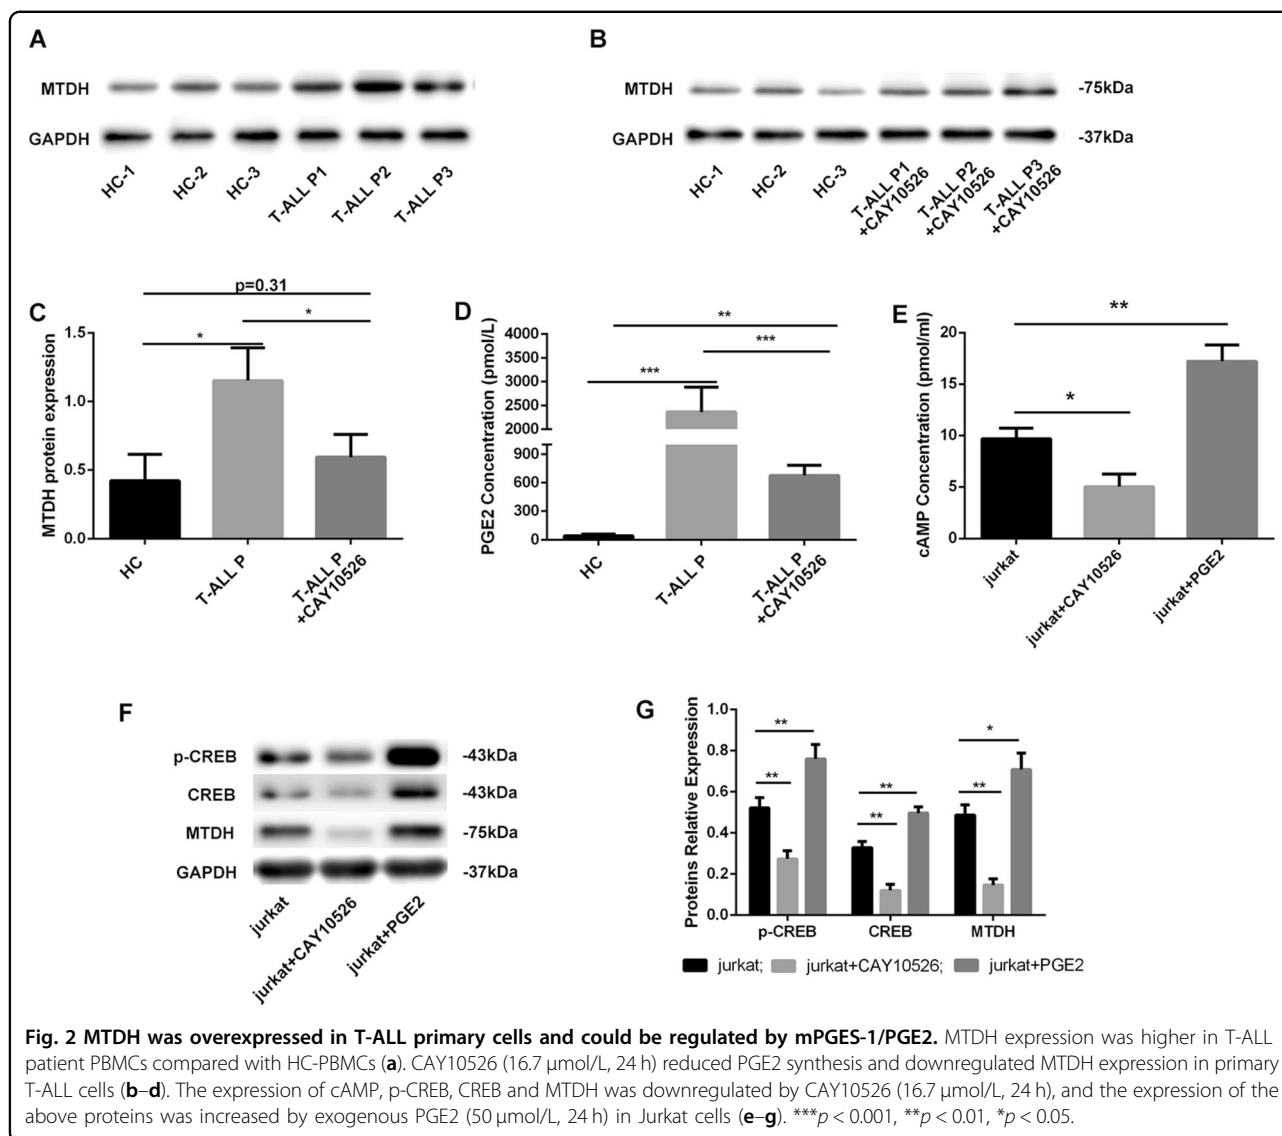 A
MTDH
GAPDH
HC-1
HC-2
HC-3
T-ALL P1
T-ALL P2
T-ALL P3
B
MTDH
-75kDa
GAPDH
-37kDa
HC-1
HC-2
HC-3
T-ALL P1
+CAY10526
T-ALL P2
+CAY10526
T-ALL P3
+CAY10526
C
p=0.31
*
*
MTDH protein expression
1.5
1.0
0.5
0.0
HC
T-ALL P
T-ALL P
+CAY10526
D
**
***
***
PGE2 Concentration (pmol/L)
4000
3500
3000
2500
2000
900
600
300
0
HC
T-ALL P
T-ALL P
+CAY10526
E
**
*
cAMP Concentration (pmol/ml)
20
15
10
5
0
jurkat
jurkat+CAY10526
jurkat+PGE2
F
p-CREB
-43kDa
CREB
-43kDa
MTDH
-75kDa
GAPDH
-37kDa
jurkat
jurkat+CAY10526
jurkat+PGE2
G
Proteins Relative Expression
1.0
0.8
0.6
0.4
0.2
0.0
**
**
**
**
*
**
p-CREB
CREB
MTDH
jurkat; jurkat+CAY10526; jurkat+PGE2
Fig. 2 MTDH was overexpressed in T-ALL primary cells and could be regulated by mPGES-1/PGE2. MTDH expression was higher in T-ALL
patient PBMCs compared with HC-PBMCs (a). CAY10526 (16.7 μmol/L, 24 h) reduced PGE2 synthesis and downregulated MTDH expression in primary
T-ALL cells (b–d). The expression of cAMP, p-CREB, CREB and MTDH was downregulated by CAY10526 (16.7 μmol/L, 24 h), and the expression of the
above proteins was increased by exogenous PGE2 (50 μmol/L, 24 h) in Jurkat cells (e–g). ***p < 0.001, **p < 0.01, *p < 0.05.